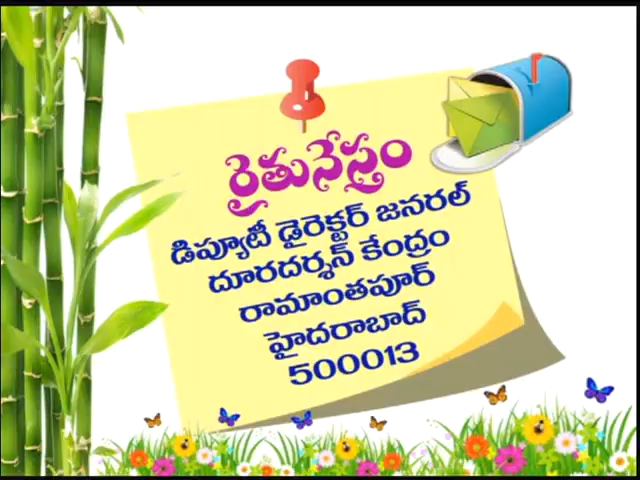 రైతునేస్తం
డిప్యూటీ డైరెక్టర్ జనరల్
దూరదర్శన్ కేంద్రం
రామాంతపూర్
హైదరాబాద్
500013